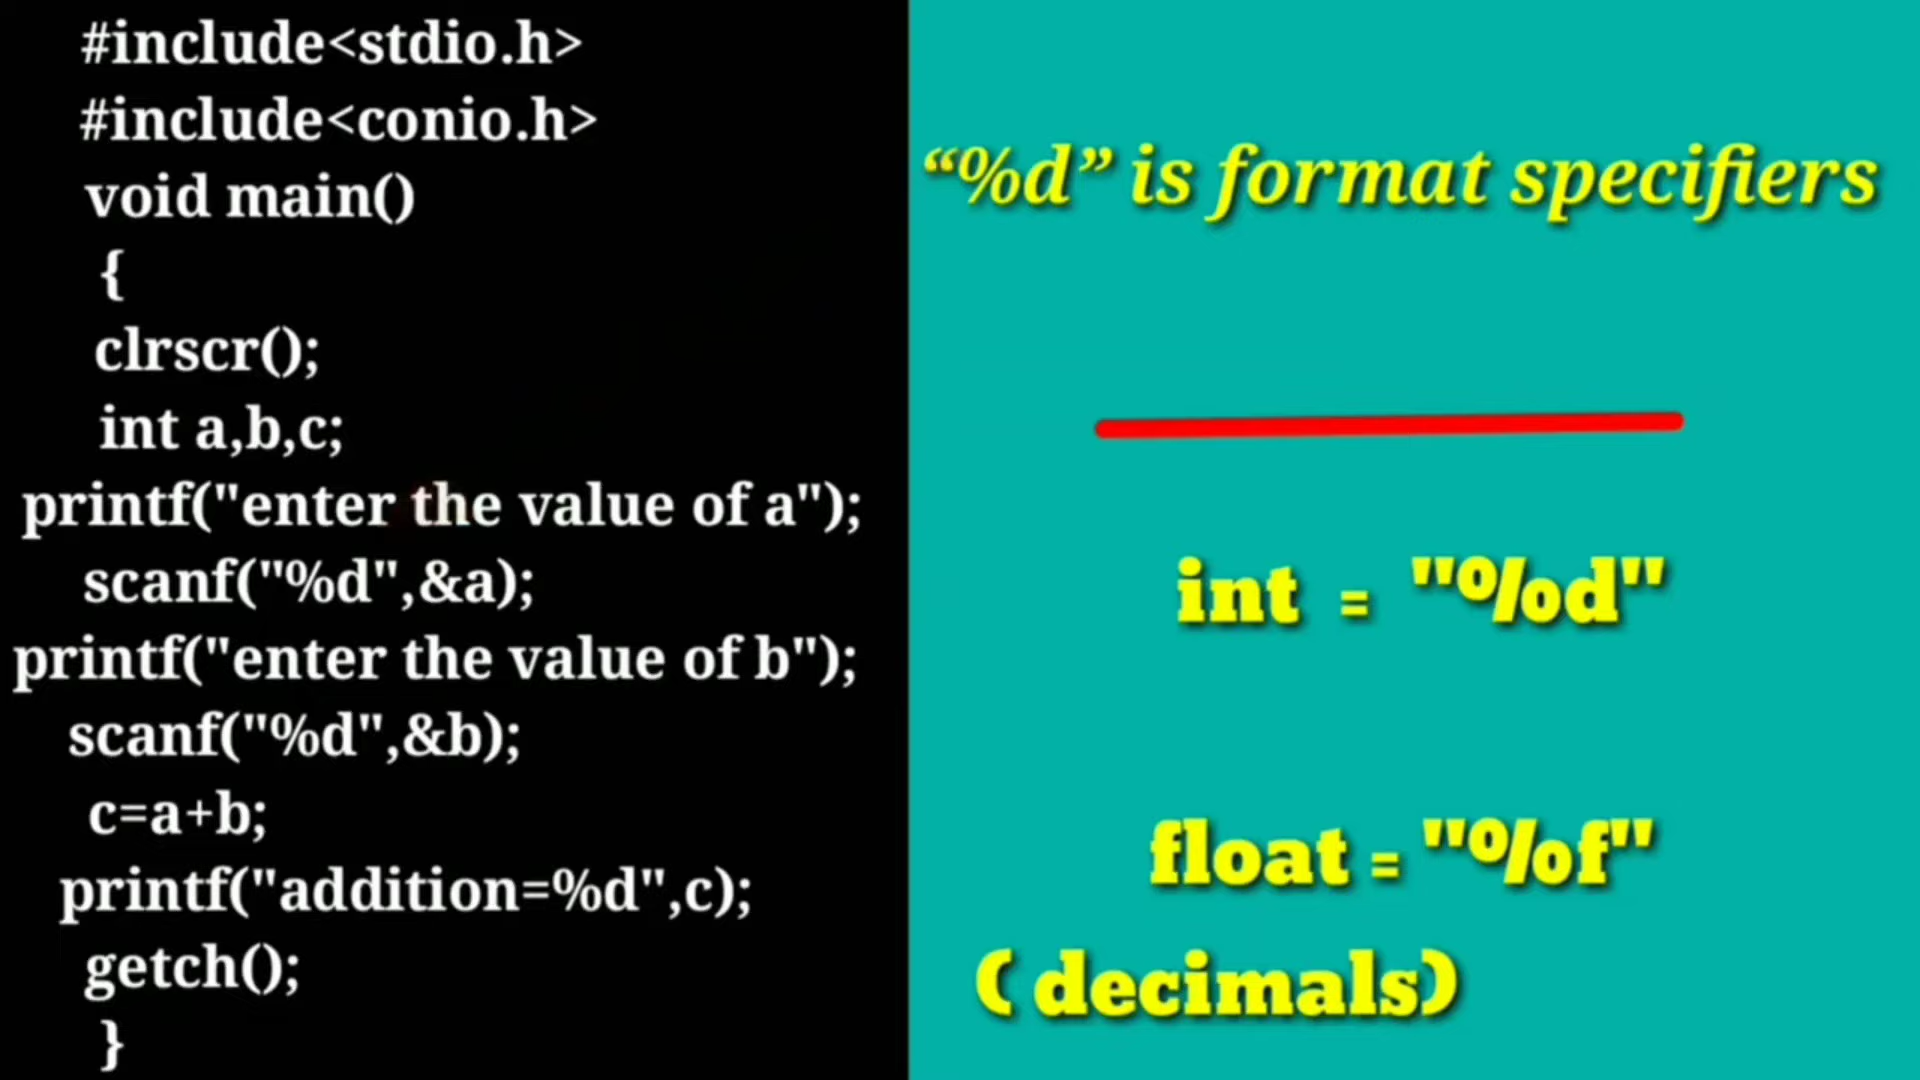 #include<stdio.h>
#include<conio.h>
void main()
{
clrscr();
int a,b,c;
printf("enter the value of a");
scanf("%d",&a);
printf("enter the value of b");
scanf("%d",&b);
c=a+b;
printf("addition=%d",c);
getch();
}
“%d” is format specifiers
int = "%d"
float = "%f"
( decimals)